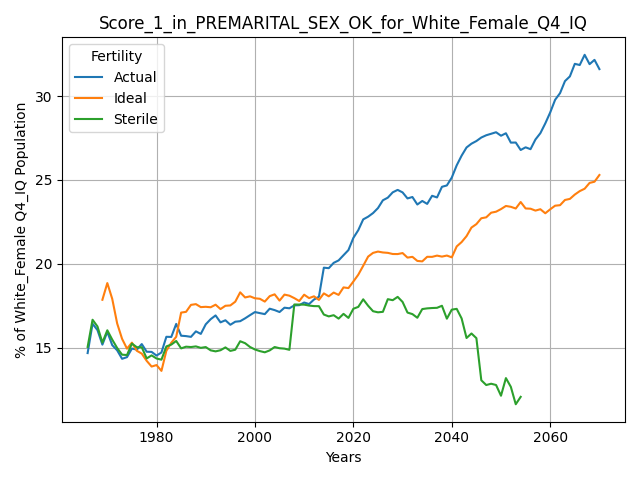 Score_1_in_PREMARITAL_SEX_OK_for_White_Female_Q4_IQ
Fertility
Actual
Ideal
Sterile
% of White_Female Q4_IQ Population
30
25
20
15
1980
2000
2020
2040
2060
Years